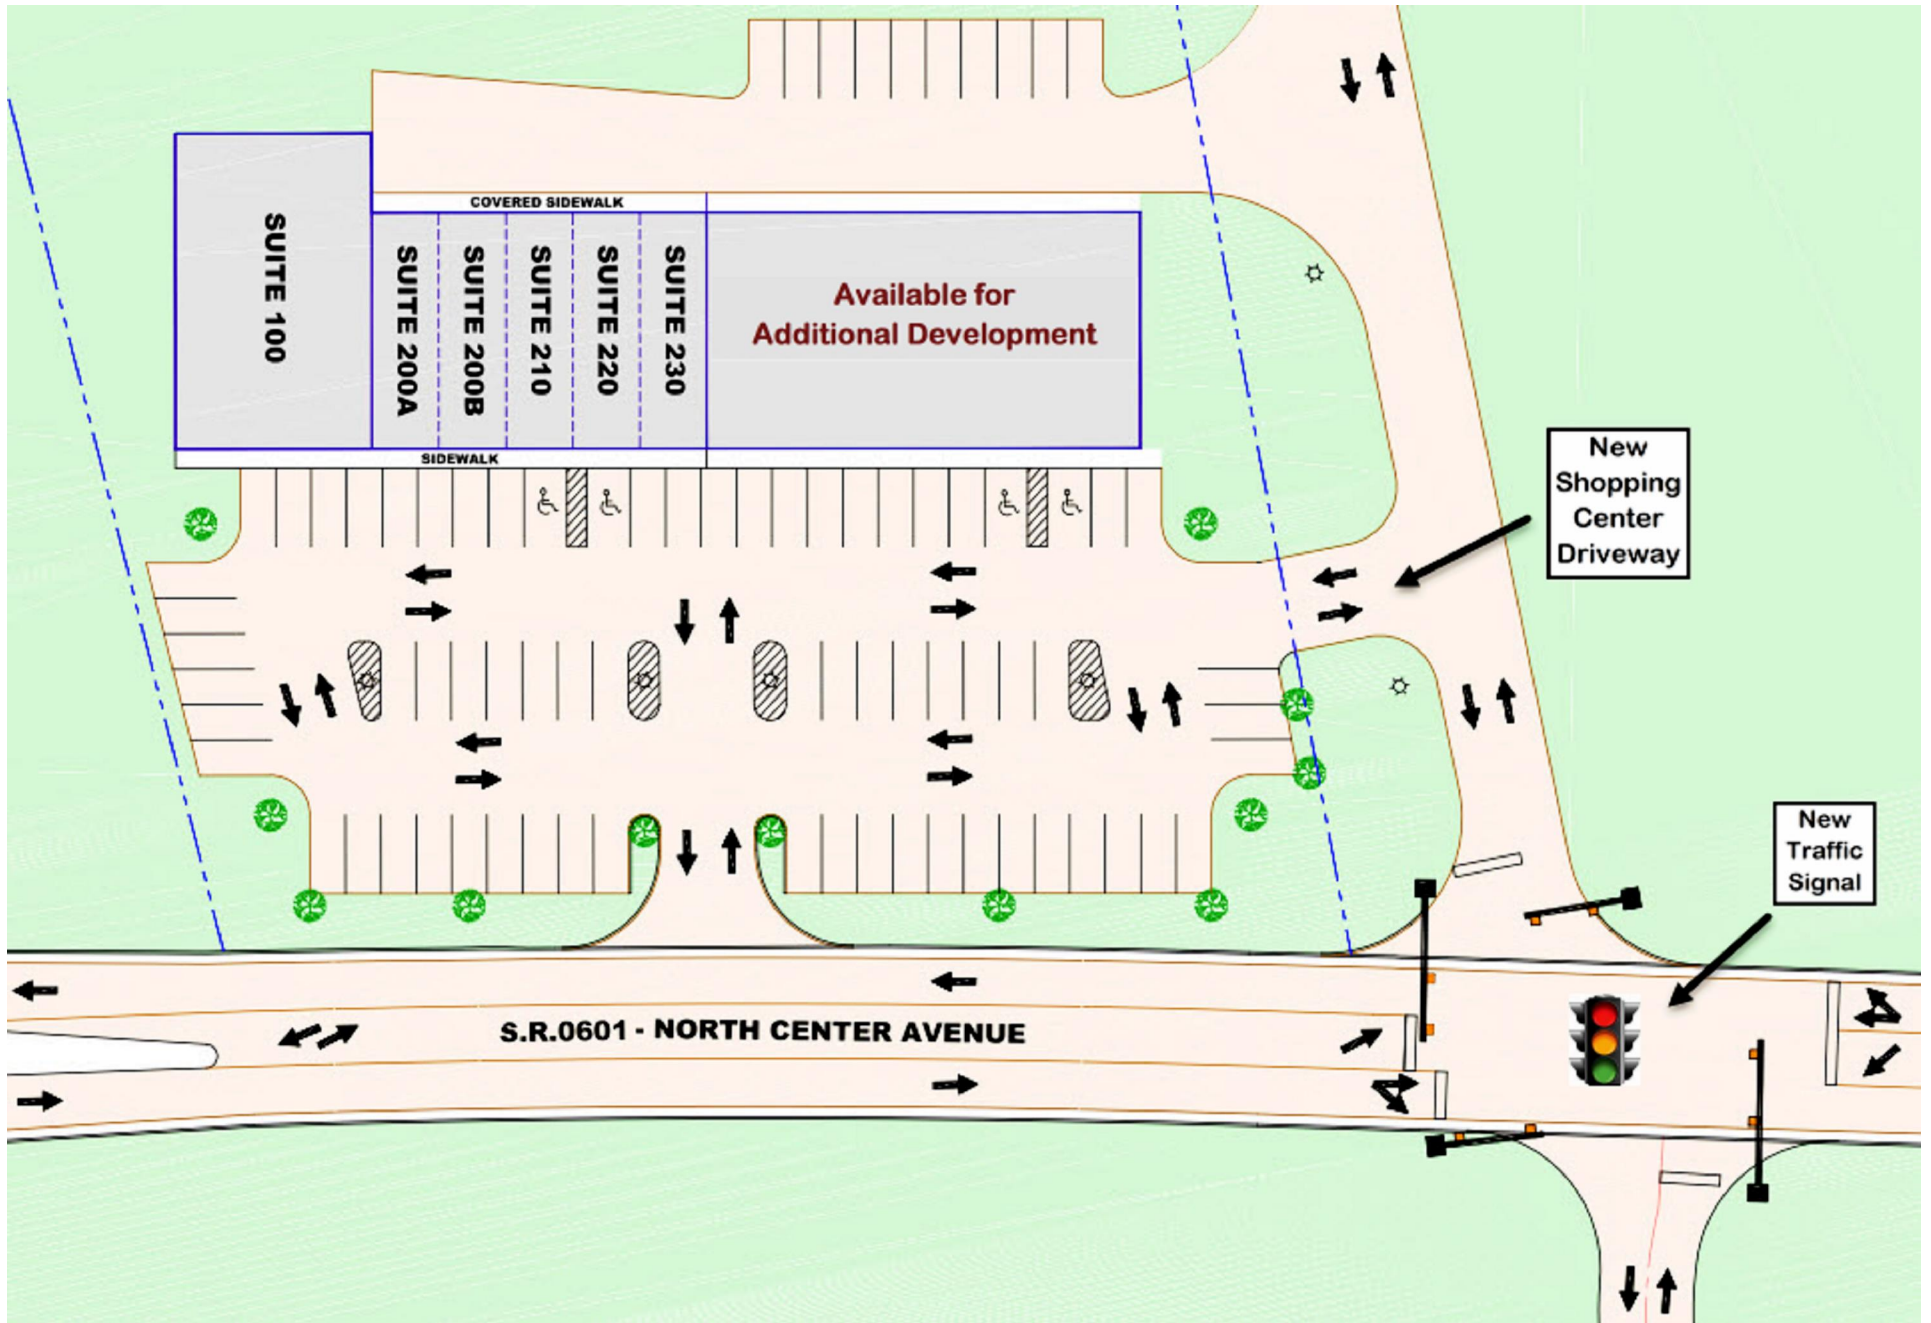 COVERED SIDEWALK
SUITE 100
SUITE 200A
SUITE 200B
SUITE 210
SUITE 220
SUITE 230
Available for
Additional Development
SIDEWALK
New
Shopping
Center
Driveway
New
Traffic
Signal
S.R.0601 - NORTH CENTER AVENUE